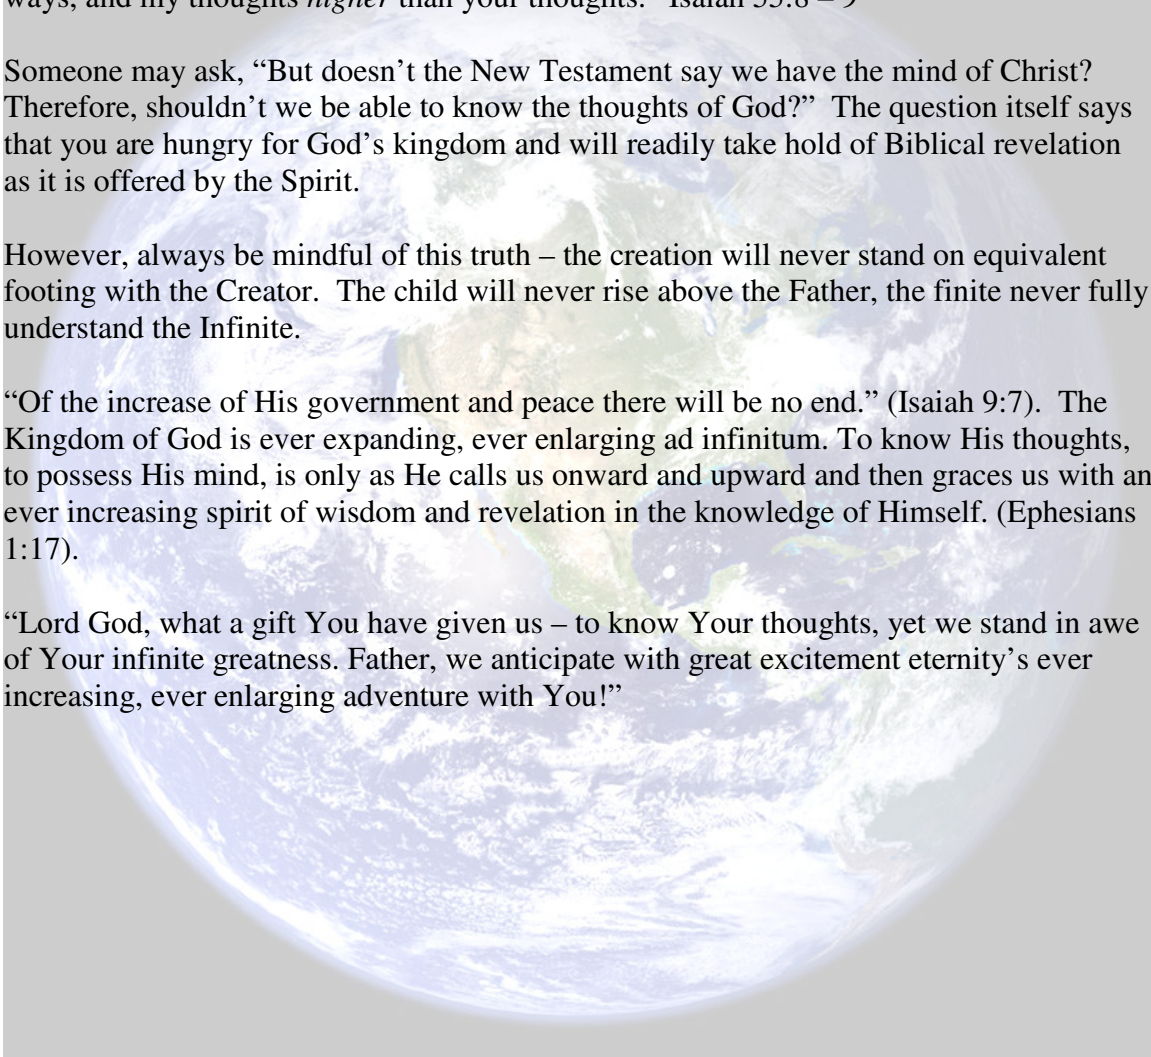 ways, and my thoughts higher than your thoughts." Isaiah 55:8 – 9
Someone may ask, “But doesn’t the New Testament say we have the mind of Christ?
Therefore, shouldn’t we be able to know the thoughts of God?”  The question itself says
that you are hungry for God’s kingdom and will readily take hold of Biblical revelation
as it is offered by the Spirit.
However, always be mindful of this truth – the creation will never stand on equivalent
footing with the Creator.  The child will never rise above the Father, the finite never fully
understand the Infinite.
“Of the increase of His government and peace there will be no end.” (Isaiah 9:7).  The
Kingdom of God is ever expanding, ever enlarging ad infinitum. To know His thoughts,
to possess His mind, is only as He calls us onward and upward and then graces us with an
ever increasing spirit of wisdom and revelation in the knowledge of Himself. (Ephesians
1:17).
“Lord God, what a gift You have given us – to know Your thoughts, yet we stand in awe
of Your infinite greatness. Father, we anticipate with great excitement eternity’s ever
increasing, ever enlarging adventure with You!”